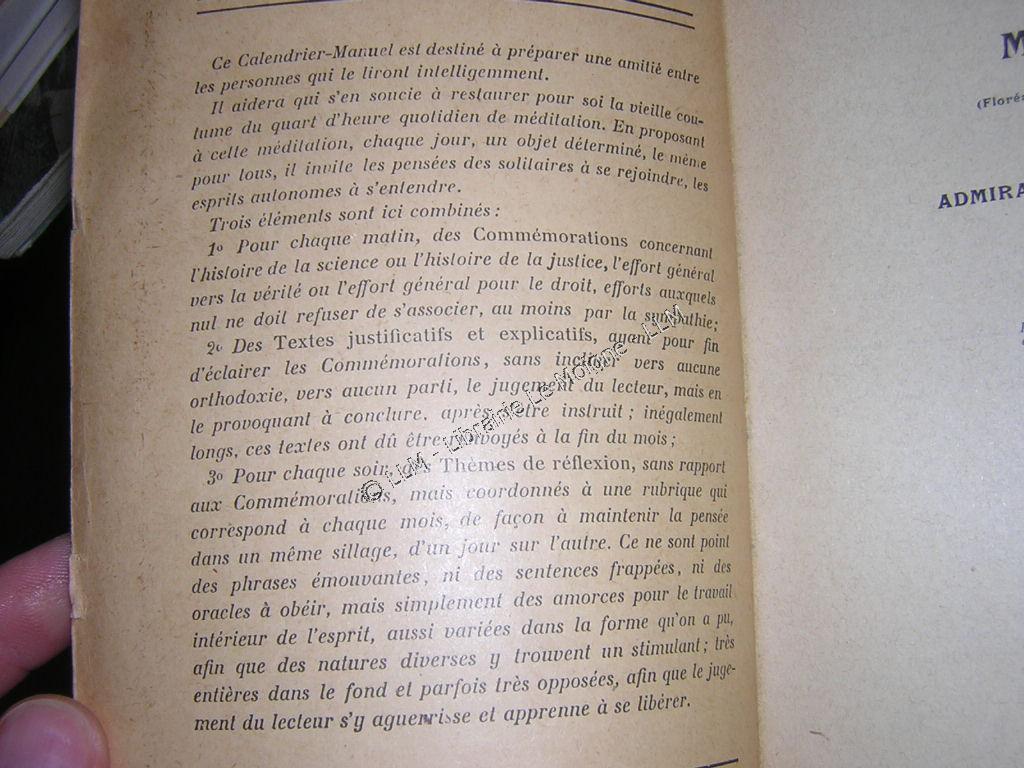 Ce Calendrier-Manuel est destiné à préparer une amitié entre
les personnes qui le liront intelligemment.
Il aidera qui s'en soucie à restaurer pour soi la vieille cou-
tume du quart d'heure quotidien de méditation. En proposant
à cette méditation, chaque jour, un objet déterminé, le même
pour tous, il invite les pensées des solitaires à se rejoindre, les
esprits autonomes à s'entendre.
Trois éléments sont ici combinés :
1º Pour chaque matin, des Commémorations concernant
l'histoire de la science ou l'histoire de la justice, l'effort général
vers la vérité ou l'effort général pour le droit, efforts auxquels
nul ne doit refuser de s'associer, au moins par la sympathie;
2º Des Textes justificatifs et explicatifs, ayant pour fin
d'éclairer les Commémorations, sans incliner vers aucune
orthodoxie, vers aucun parti, le jugement du lecteur, mais en
le provoquant à conclure, après s'être instruit ; inégalement
longs, ces textes ont dû être renvoyés à la fin du mois ;
3º Pour chaque soir, des Thèmes de réflexion, sans rapport
aux Commémorations, mais coordonnés à une rubrique qui
correspond à chaque mois, de façon à maintenir la pensée
dans un même sillage, d'un jour sur l'autre. Ce ne sont point
des phrases émouvantes, ni des sentences frappées, ni des
oracles à obéir, mais simplement des amorces pour le travail
intérieur de l'esprit, aussi variées dans la forme qu'on a pu,
afin que des natures diverses y trouvent un stimulant ; très
entières dans le fond et parfois très opposées, afin que le juge-
ment du lecteur s'y aguerrisse et apprenne à se libérer.
© LLM - Librairie Le Moinne - LLM
M
(Floré
ADMIRA